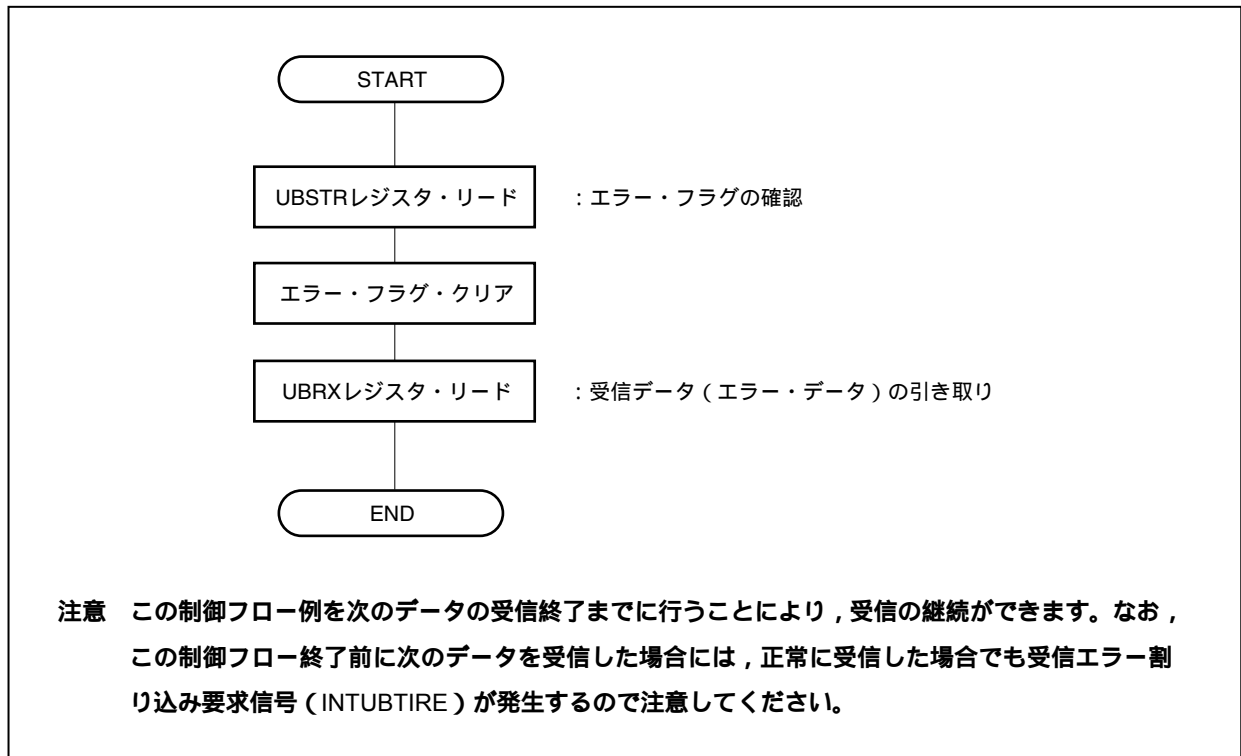 START
UBSTRレジスタ・リード ：エラー・フラグの確認
エラー・フラグ・クリア
UBRXレジスタ・リード ：受信データ（エラー・データ）の引き取り
END
注意 この制御フロー例を次のデータの受信終了までに行うことにより，受信の継続ができます。なお，
この制御フロー終了前に次のデータを受信した場合には，正常に受信した場合でも受信エラー割
り込み要求信号（INTUBTIRE）が発生するので注意してください。